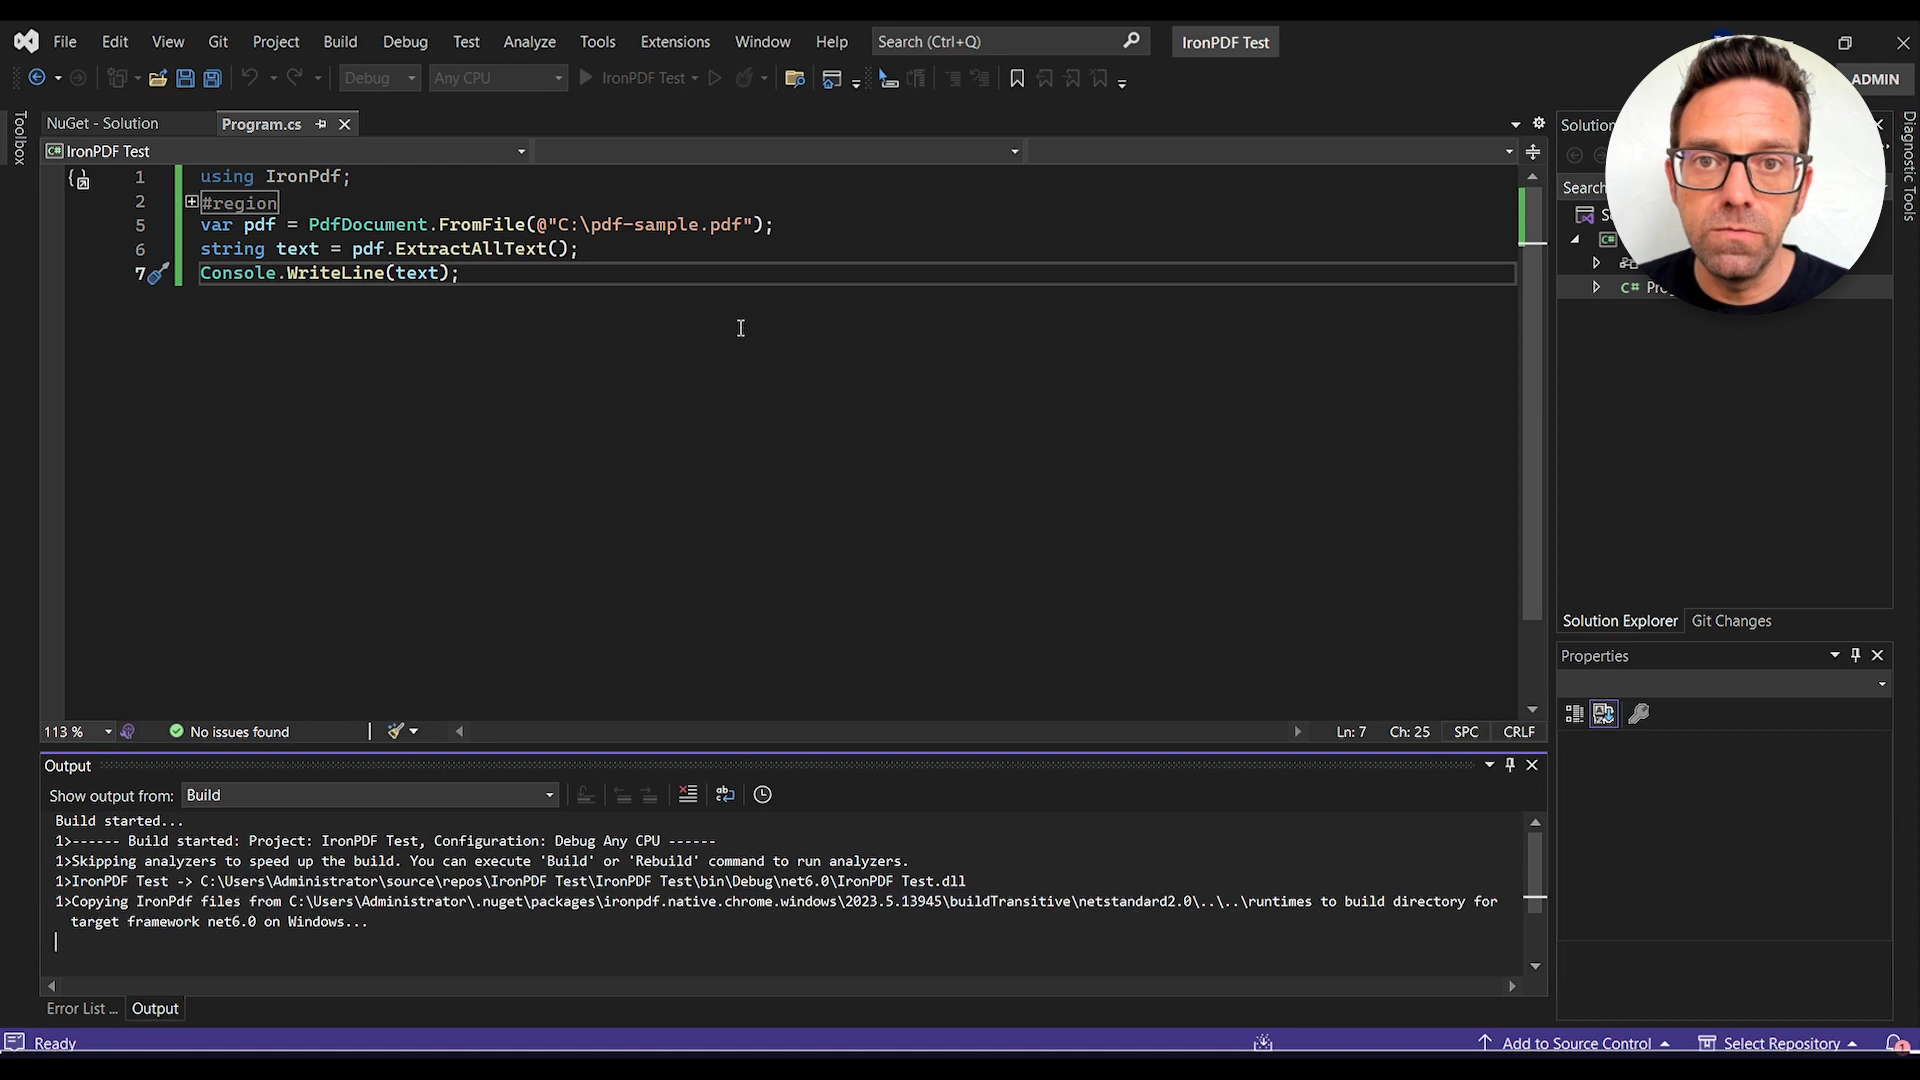 File Edit View Git Project Build Debug Test Analyze Tools Extensions Window Help Search (Ctrl+Q) IronPDF Test
Debug Any CPU IronPDF Test ADMIN
Toolbox
NuGet - Solution Program.cs
IronPDF Test
1 using IronPdf;
2 #region
5 var pdf = PdfDocument.FromFile(@"C:\pdf-sample.pdf");
6 string text = pdf.ExtractAllText();
7 Console.WriteLine(text);
113 % No issues found Ln: 7 Ch: 25 SPC CRLF
Output
Show output from: Build
Build started...
1>------ Build started: Project: IronPDF Test, Configuration: Debug Any CPU ------
1>Skipping analyzers to speed up the build. You can execute 'Build' or 'Rebuild' command to run analyzers.
1>IronPDF Test -> C:\Users\Administrator\source\repos\IronPDF Test\IronPDF Test\bin\Debug\net6.0\IronPDF Test.dll
1>Copying IronPdf files from C:\Users\Administrator\.nuget\packages\ironpdf.native.chrome.windows\2023.5.13945\buildTransitive\netstandard2.0\..\..\runtimes to build directory for
target framework net6.0 on Windows...
Error List ... Output
Search
C#
Solution Explorer Git Changes
Properties
Diagnostic Tools
Ready Add to Source Control Select Repository 1